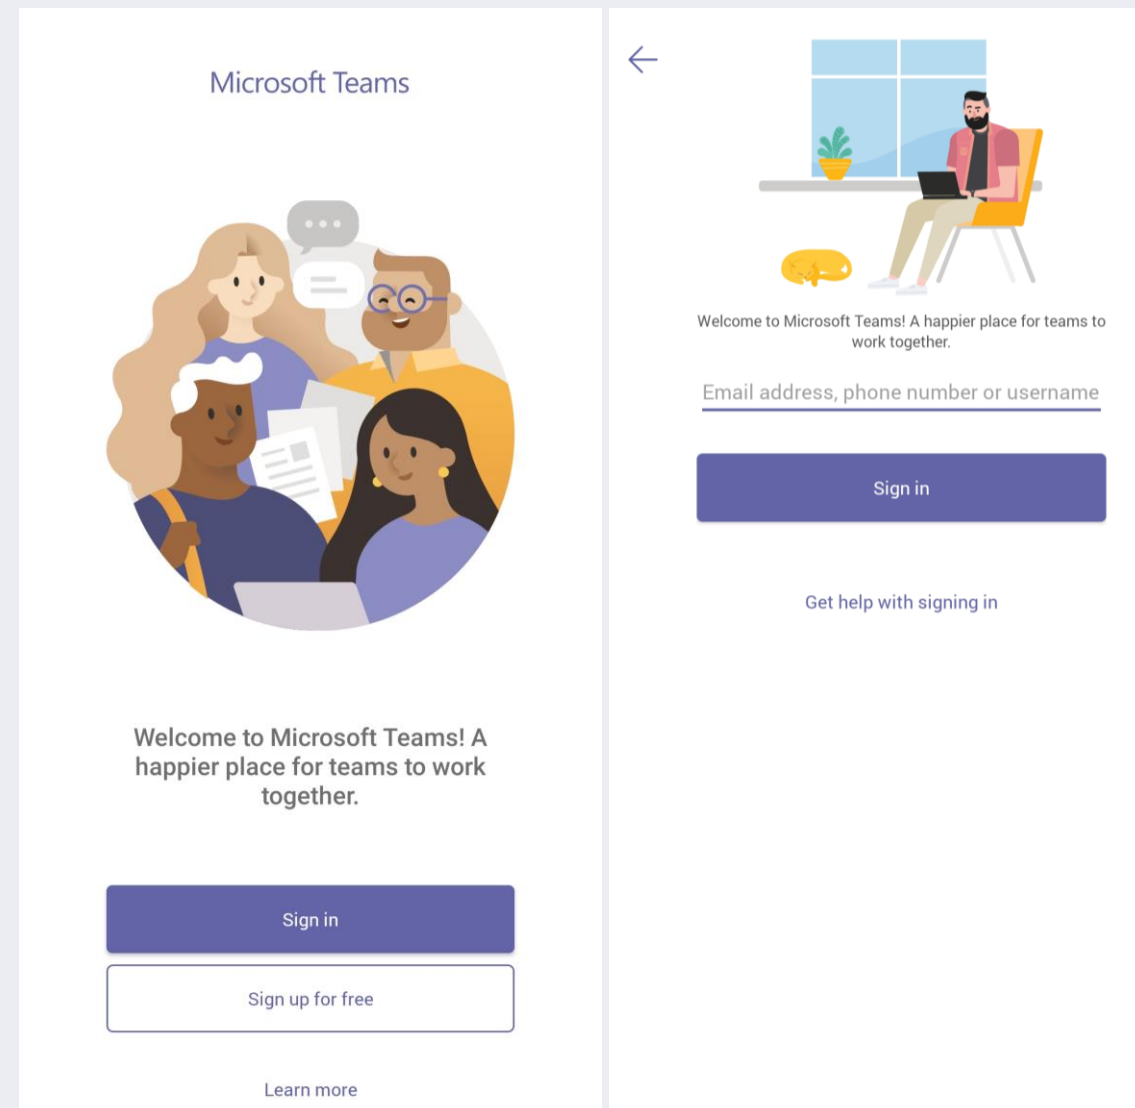 Microsoft Teams
Welcome to Microsoft Teams! A
happier place for teams to work
together.
Sign in
Sign up for free
Learn more
Welcome to Microsoft Teams! A happier place for teams to
work together.
Email address, phone number or username
Sign in
Get help with signing in